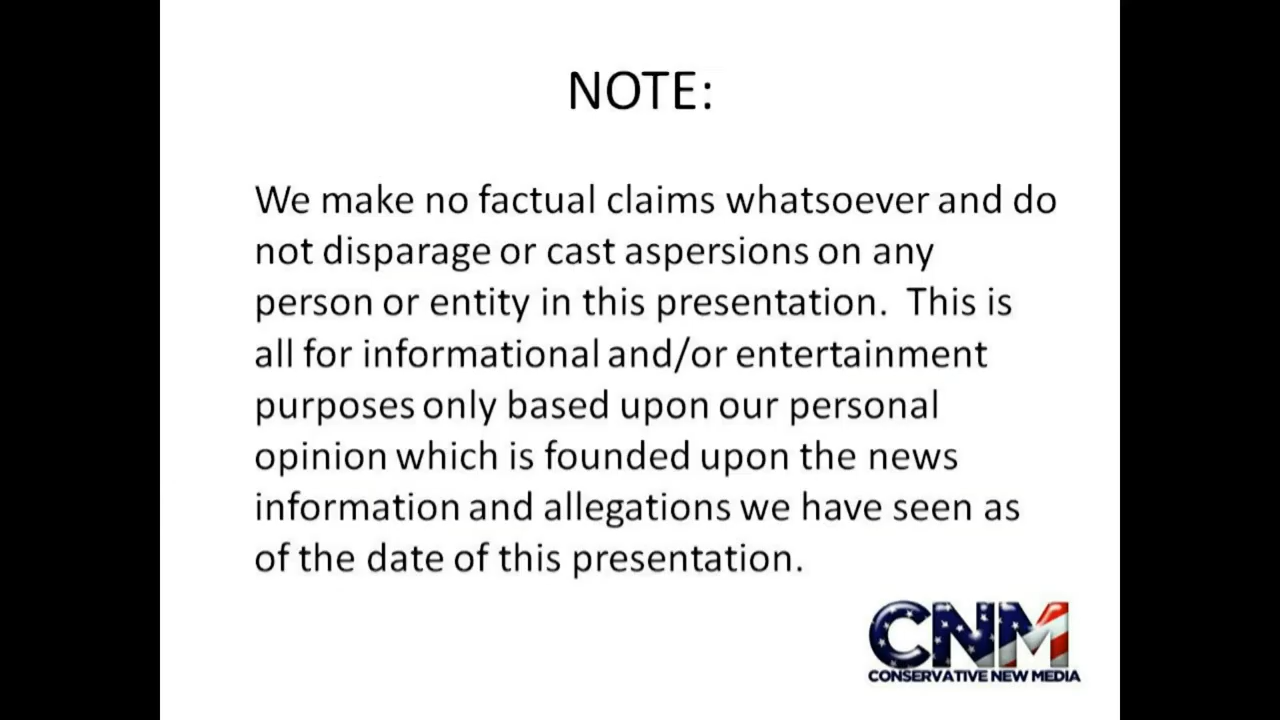 NOTE:
We make no factual claims whatsoever and do
not disparage or cast aspersions on any
person or entity in this presentation.  This is
all for informational and/or entertainment
purposes only based upon our personal
opinion which is founded upon the news
information and allegations we have seen as
of the date of this presentation.
CNM
CONSERVATIVE NEW MEDIA